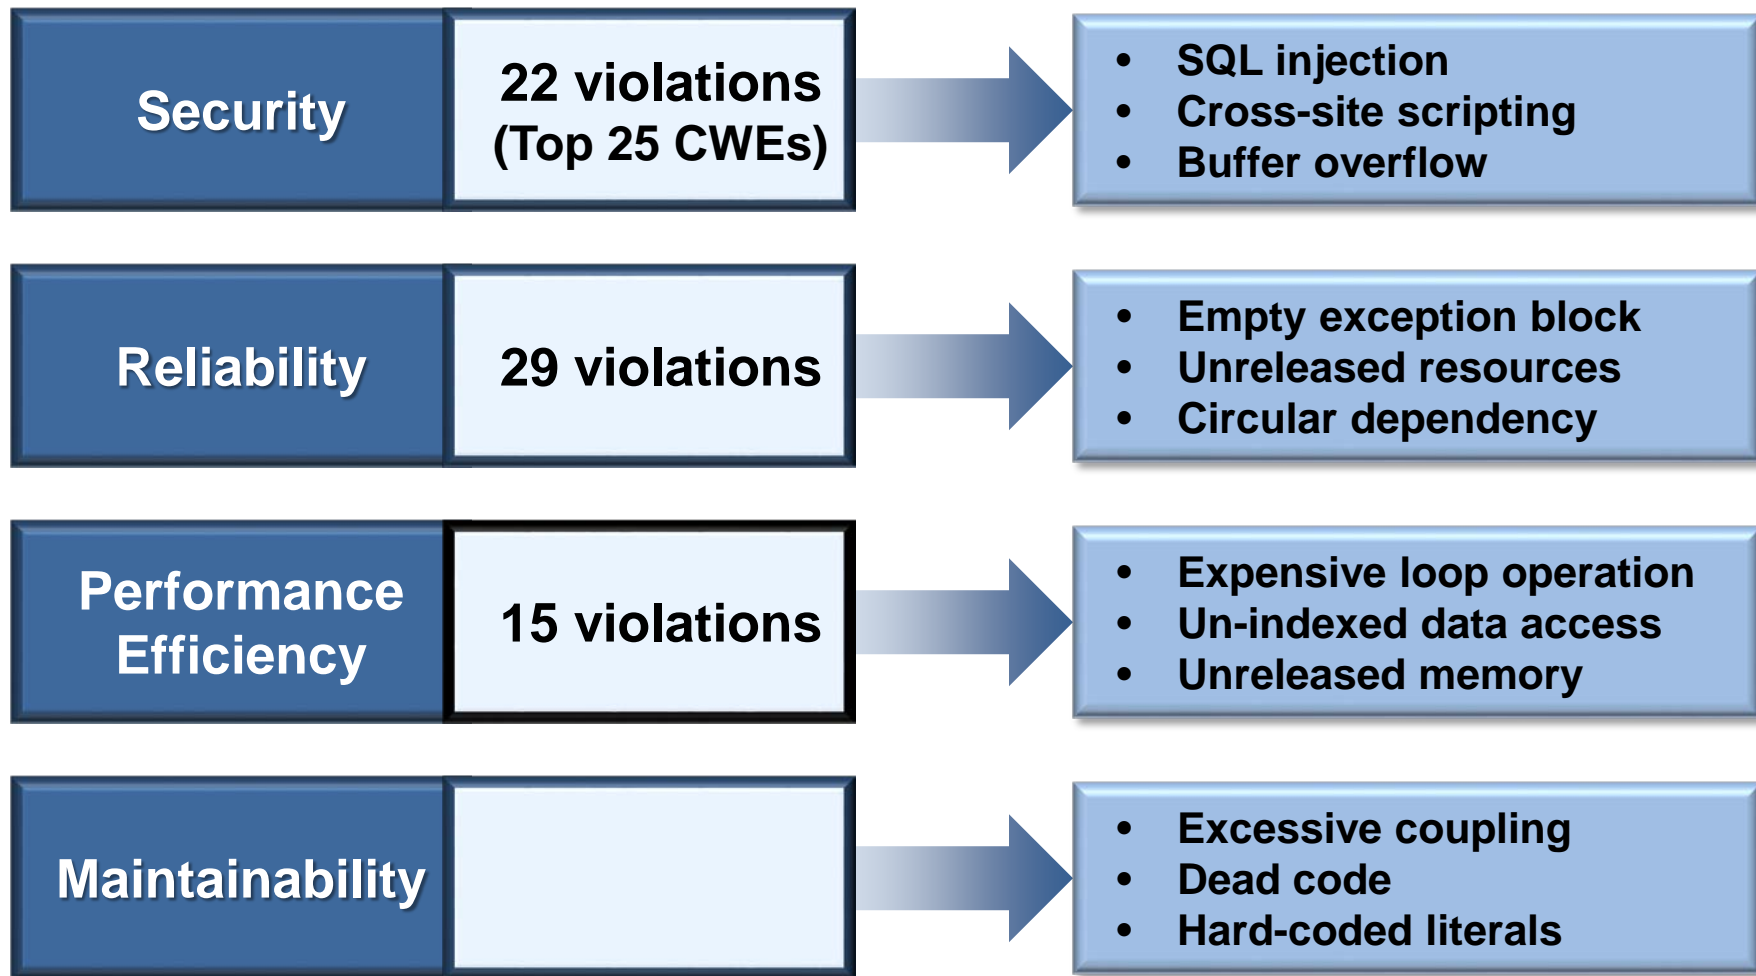 Security
22 violations
(Top 25 CWEs)
• SQL injection
• Cross-site scripting
• Buffer overflow
Reliability
29 violations
• Empty exception block
• Unreleased resources
• Circular dependency
Performance
Efficiency
15 violations
• Expensive loop operation
• Un-indexed data access
• Unreleased memory
Maintainability
• Excessive coupling
• Dead code
• Hard-coded literals